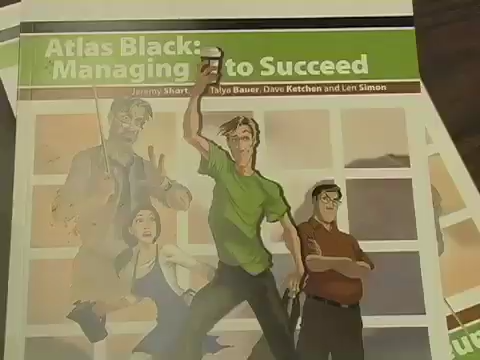 Atlas Black:
Managing to Succeed
Jeremy Short, Talya Bauer, Dave Ketchen and Len Simon